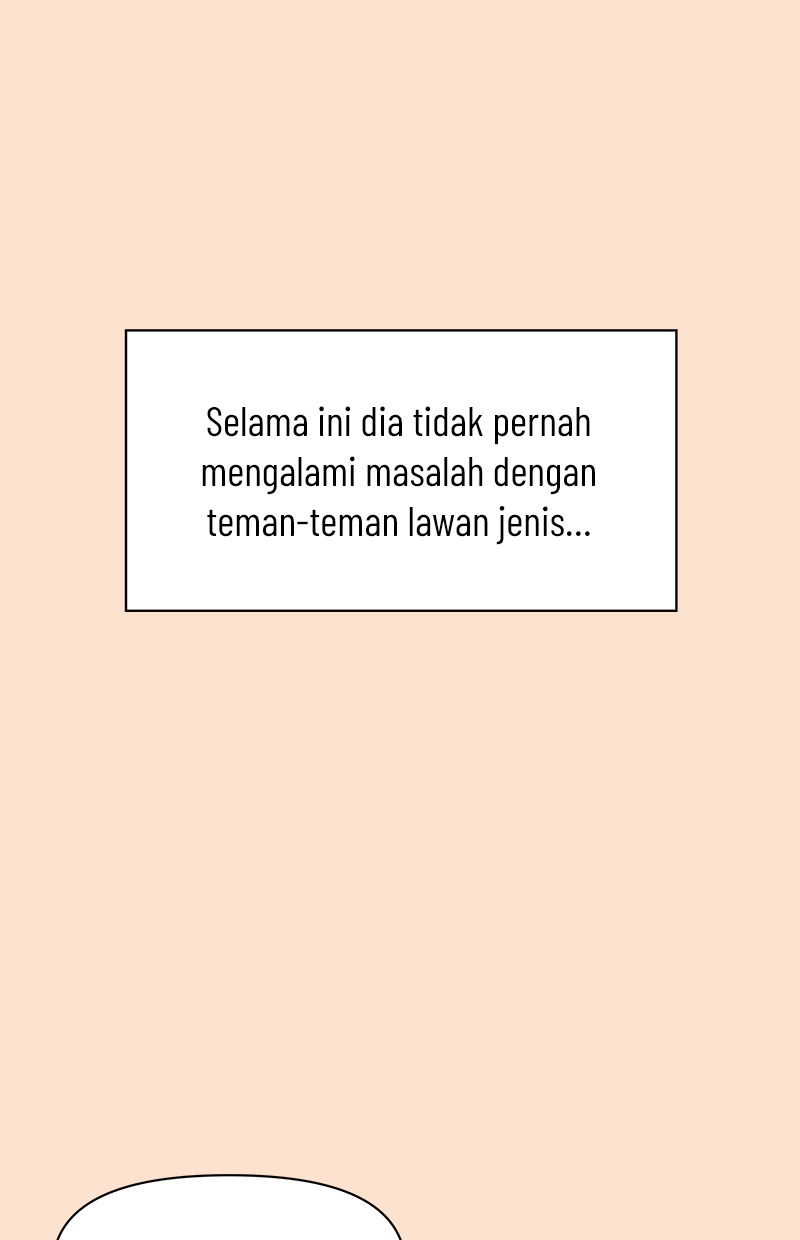 Selama ini dia tidak pernah
mengalami masalah dengan
teman-teman lawan jenis...